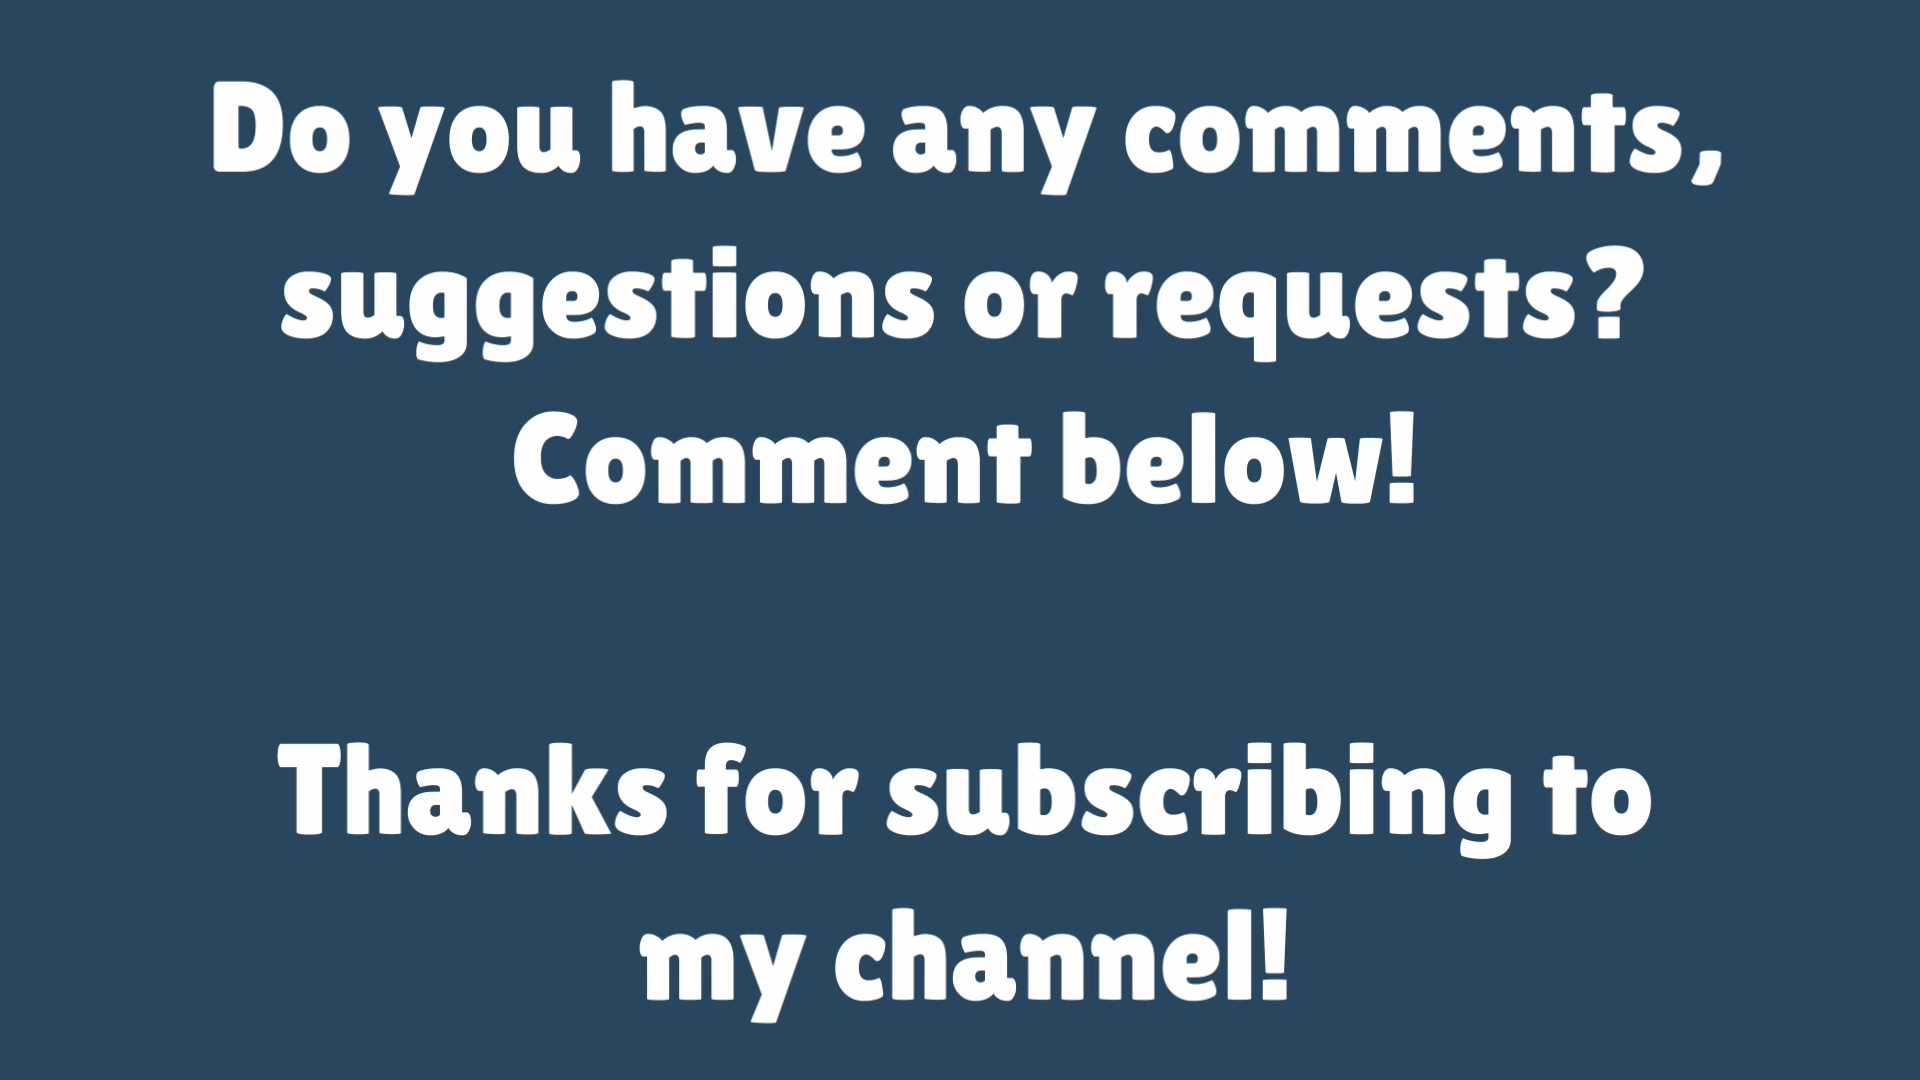 Do you have any comments,
suggestions or requests?
Comment below!
Thanks for subscribing to
my channel!